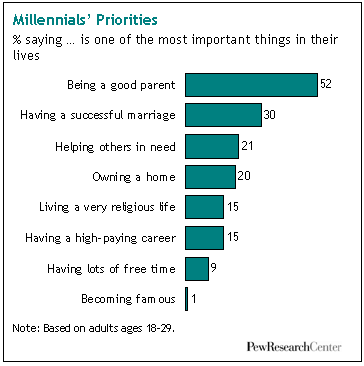 Millennials' Priorities
% saying ... is one of the most important things in their
lives
Being a good parent 52
Having a successful marriage 30
Helping others in need 21
Owning a home 20
Living a very religious life 15
Having a high-paying career 15
Having lots of free time 9
Becoming famous 1
Note: Based on adults ages 18-29.
PewResearchCenter